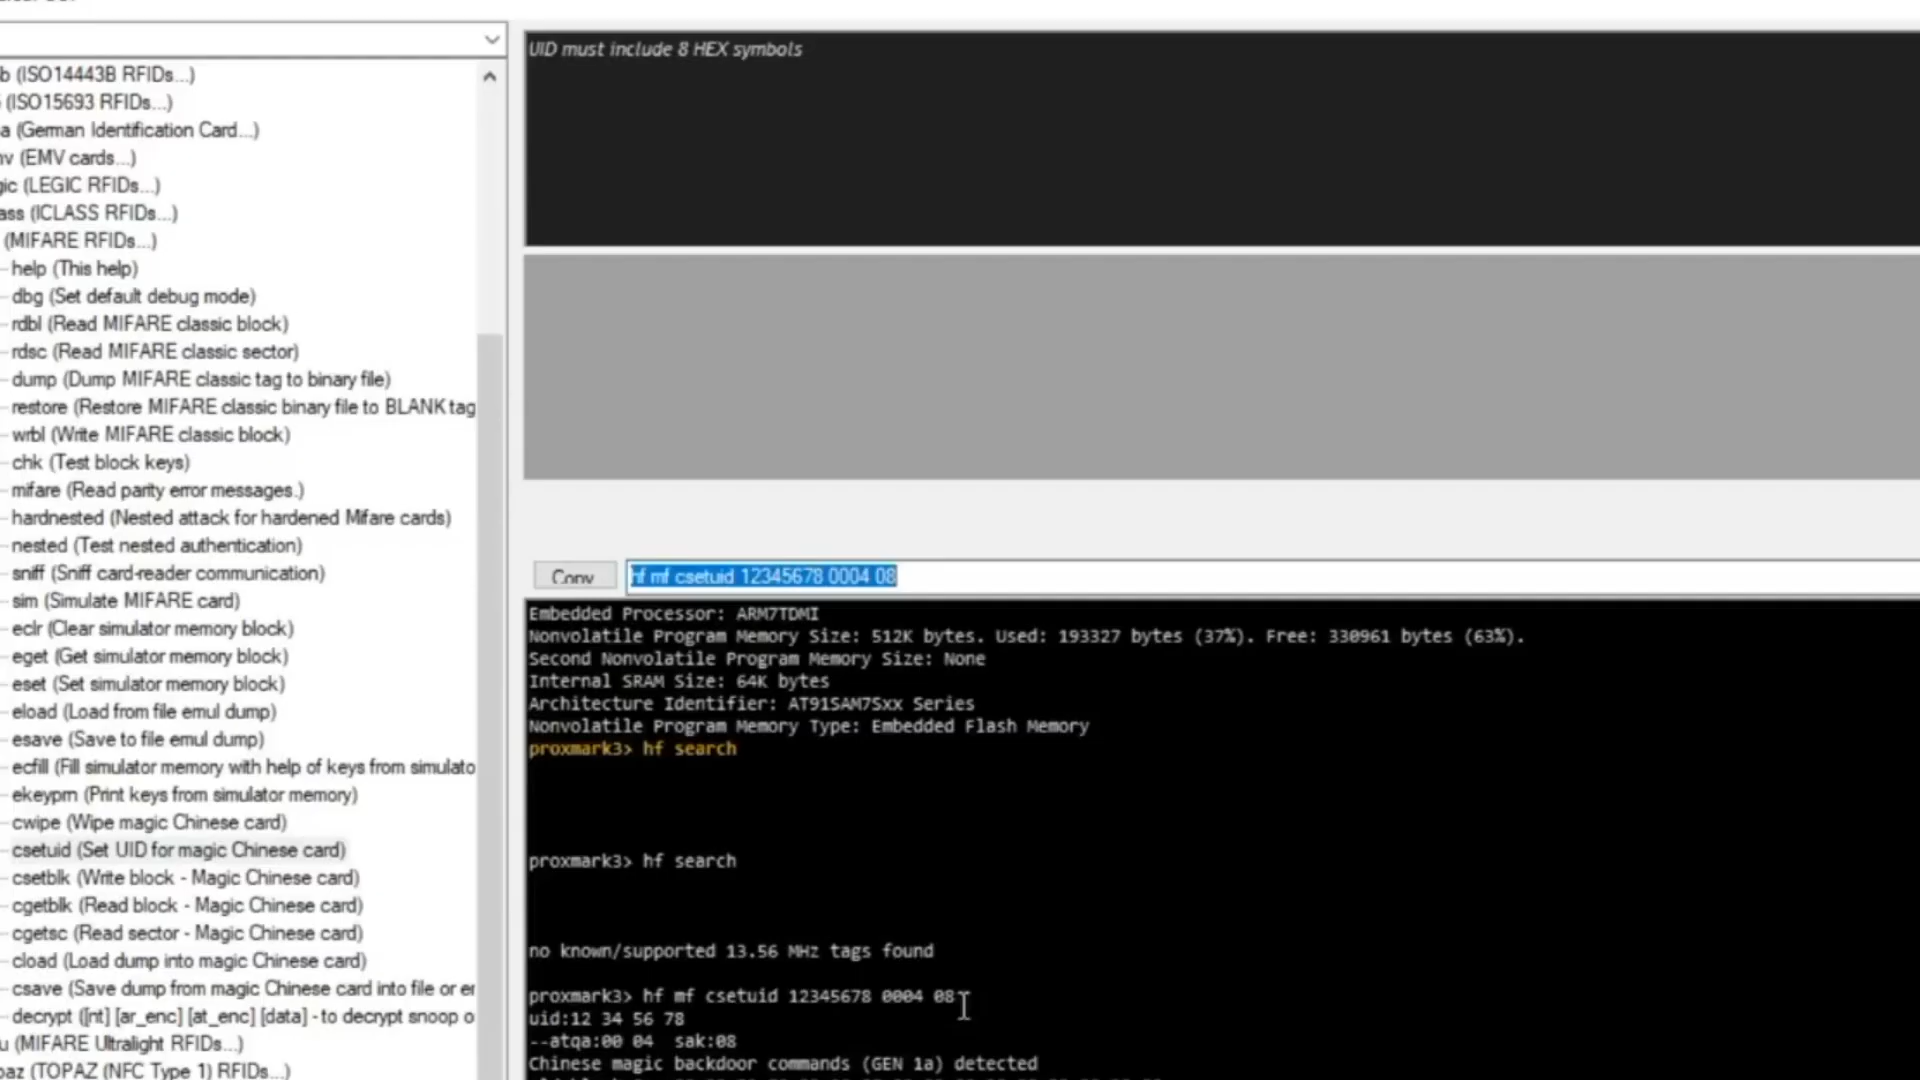 b (ISO14443B RFIDs...)
(ISO15693 RFIDs...)
a (German Identification Card...)
(EMV cards...)
(LEGIC RFIDs...)
ass (ICLASS RFIDs...)
(MIFARE RFIDs...)
help (This help)
dbg (Set default debug mode)
rdbl (Read MIFARE classic block)
rdsc (Read MIFARE classic sector)
dump (Dump MIFARE classic tag to binary file)
restore (Restore MIFARE classic binary file to BLANK tag
wrbl (Write MIFARE classic block)
chk (Test block keys)
mifare (Read parity error messages.)
hardnested (Nested attack for hardened Mifare cards)
nested (Test nested authentication)
sniff (Sniff card-reader communication)
sim (Simulate MIFARE card)
eclr (Clear simulator memory block)
eget (Get simulator memory block)
eset (Set simulator memory block)
eload (Load from file emul dump)
esave (Save to file emul dump)
ecfill (Fill simulator memory with help of keys from simulato
ekeyprn (Print keys from simulator memory)
cwipe (Wipe magic Chinese card)
csetuid (Set UID for magic Chinese card)
csetblk (Write block - Magic Chinese card)
cgetblk (Read block - Magic Chinese card)
cgetsc (Read sector - Magic Chinese card)
cload (Load dump into magic Chinese card)
csave (Save dump from magic Chinese card into file or er
decrypt ([nt] [ar_enc] [at_enc] [data] - to decrypt snoop o
u (MIFARE Ultralight RFIDs...)
paz (TOPAZ (NFC Type 1) RFIDs...)
UID must include 8 HEX symbols
Copy
hf mf csetuid 12345678 0004 08
Embedded Processor: ARM7TDMI
Nonvolatile Program Memory Size: 512K bytes. Used: 193327 bytes (37%). Free: 330961 bytes (63%).
Second Nonvolatile Program Memory Size: None
Internal SRAM Size: 64K bytes
Architecture Identifier: AT91SAM7Sxx Series
Nonvolatile Program Memory Type: Embedded Flash Memory
proxmark3> hf search
proxmark3> hf search
no known/supported 13.56 MHz tags found
proxmark3> hf mf csetuid 12345678 0004 08
uid:12 34 56 78
--atqa:00 04  sak:08
Chinese magic backdoor commands (GEN 1a) detected